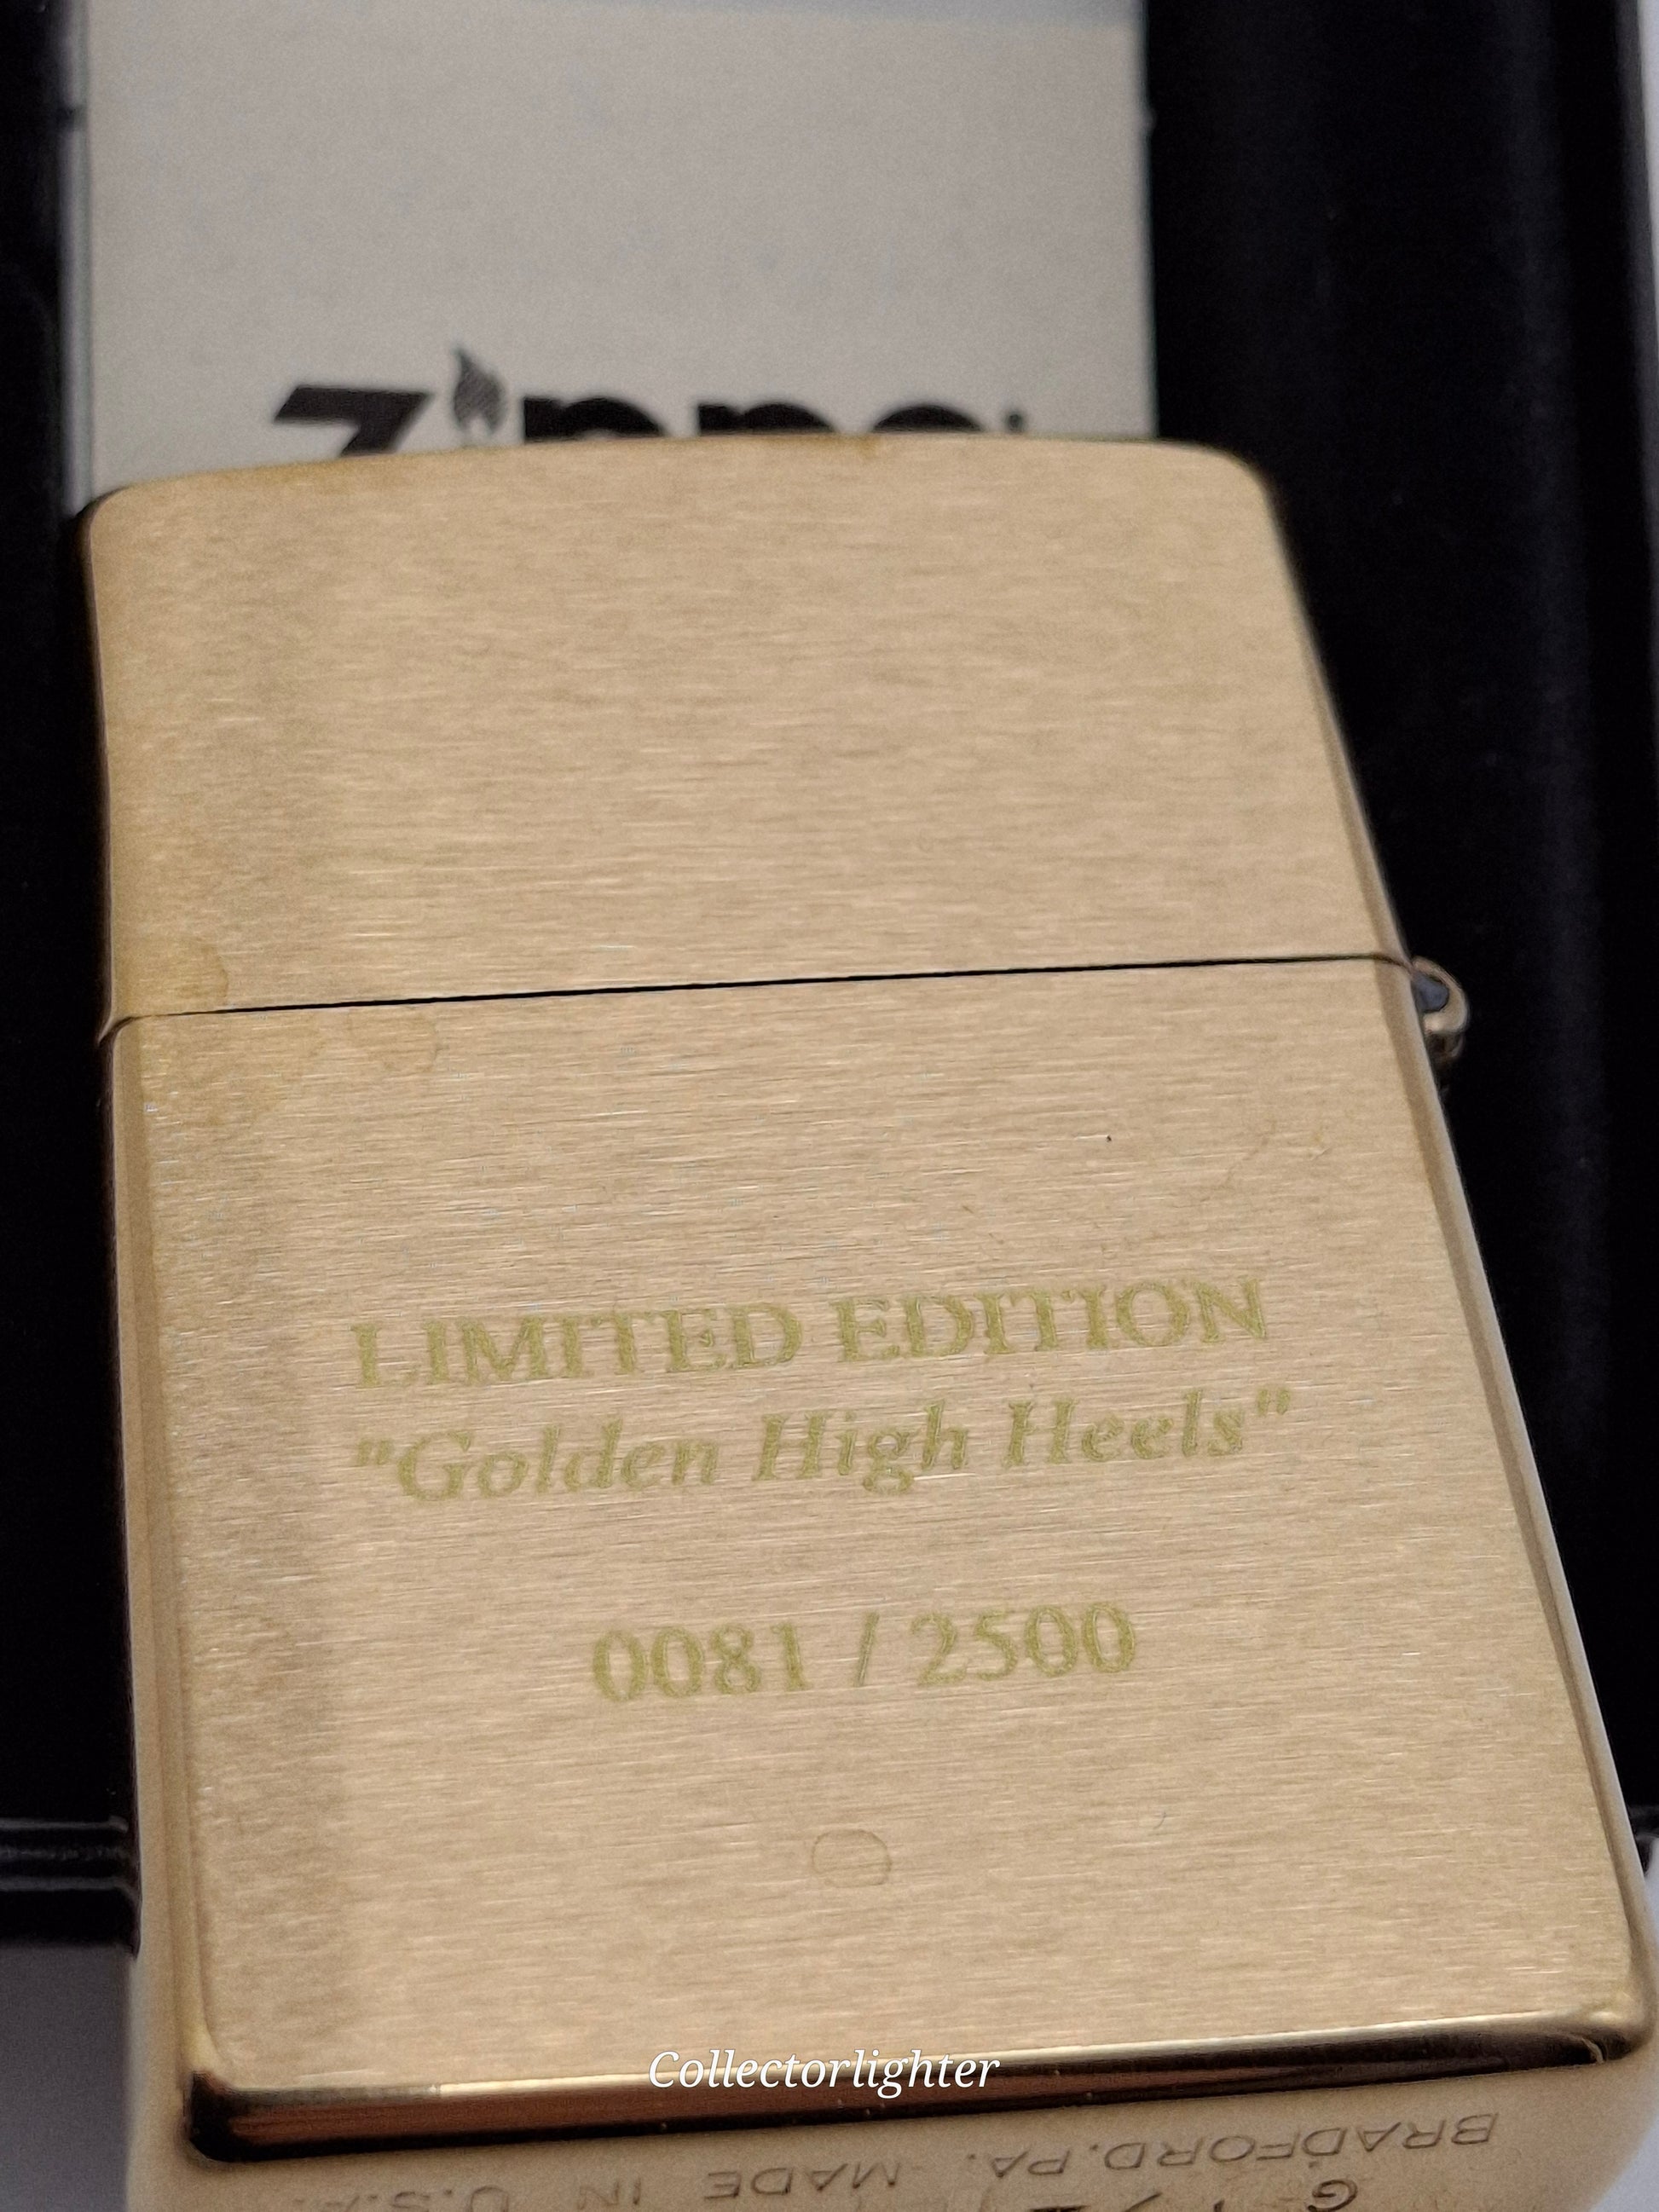 Zippo
LIMITED EDITION
"Golden High Heels"
0081 / 2500
Collectorlighter
BRADFORD, PA. MADE IN U.S.A.
G